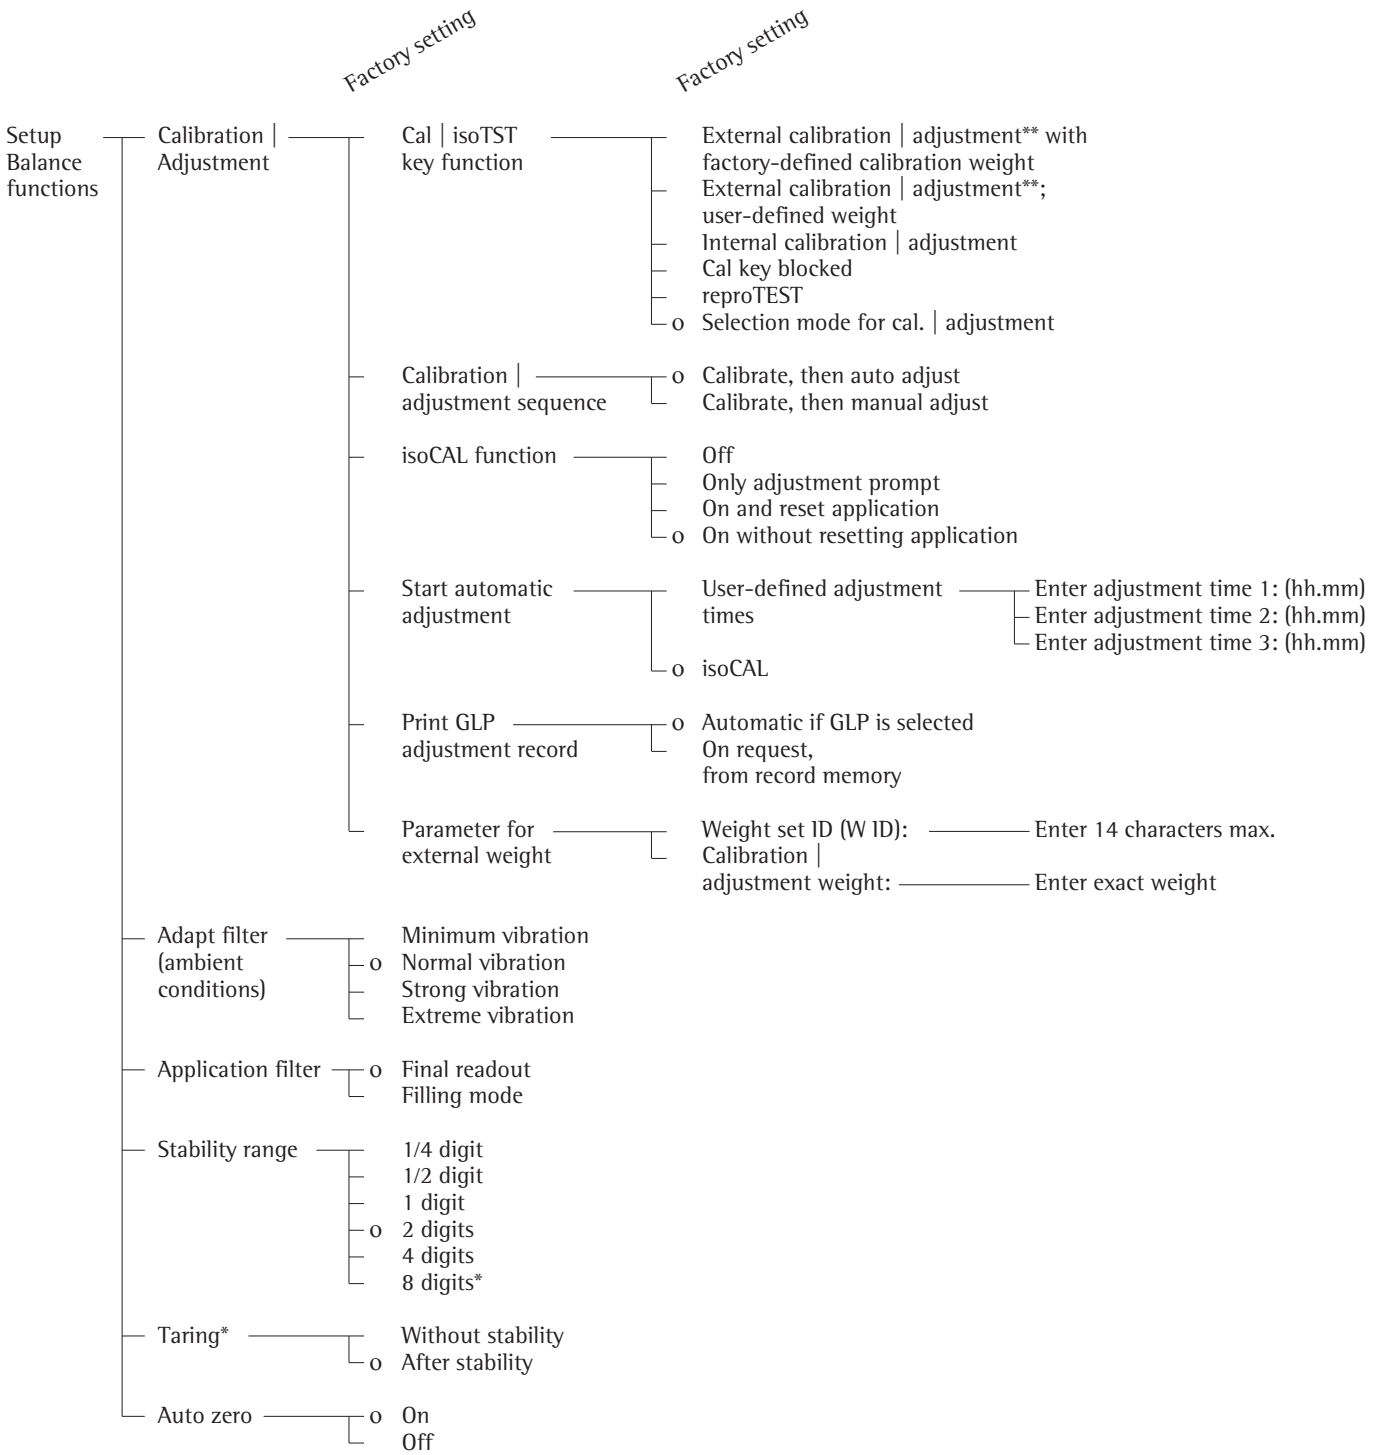 Factory setting
Factory setting
Setup
Balance
functions
Calibration |
Adjustment
Cal | isoTST
key function
External calibration | adjustment** with
factory-defined calibration weight
External calibration | adjustment**;
user-defined weight
Internal calibration | adjustment
Cal key blocked
reproTEST
o Selection mode for cal. | adjustment
Calibration |
adjustment sequence
o Calibrate, then auto adjust
Calibrate, then manual adjust
isoCAL function
Off
Only adjustment prompt
On and reset application
o On without resetting application
Start automatic
adjustment
User-defined adjustment
times
Enter adjustment time 1: (hh.mm)
Enter adjustment time 2: (hh.mm)
Enter adjustment time 3: (hh.mm)
o isoCAL
Print GLP
adjustment record
o Automatic if GLP is selected
On request,
from record memory
Parameter for
external weight
Weight set ID (W ID):
Enter 14 characters max.
Calibration |
adjustment weight:
Enter exact weight
Adapt filter
(ambient
conditions)
Minimum vibration
o Normal vibration
Strong vibration
Extreme vibration
Application filter
o Final readout
Filling mode
Stability range
1/4 digit
1/2 digit
1 digit
o 2 digits
4 digits
8 digits*
Taring*
Without stability
o After stability
Auto zero
o On
Off